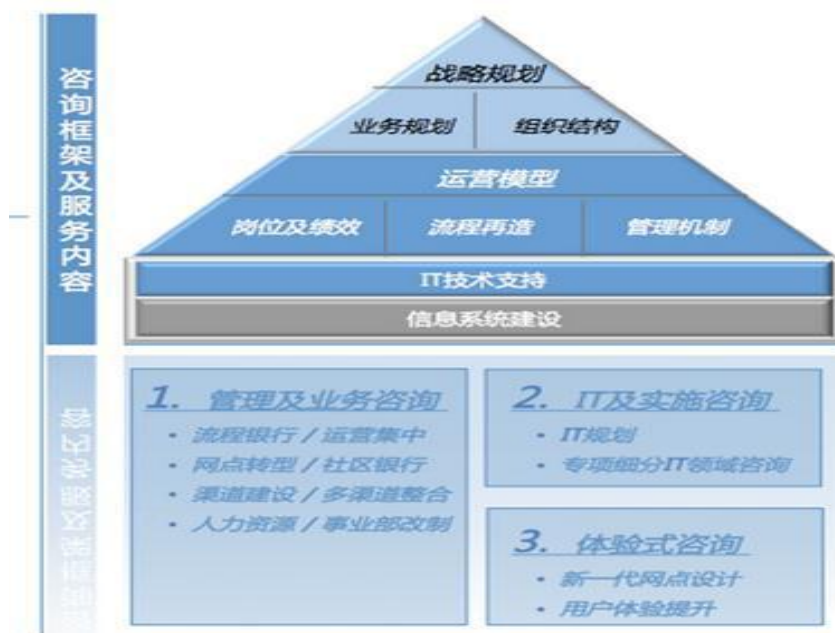 咨询框架及服务内容
战略规划
业务规划 组织结构
运营模型
岗位及绩效 流程再造 管理机制
IT技术支持
信息系统建设
1. 管理及业务咨询
• 流程银行 / 运营集中
• 网点转型 / 社区银行
• 渠道建设 / 多渠道整合
• 人力资源 / 事业部改制
2. IT及实施咨询
• IT规划
• 专项细分IT领域咨询
3. 体验式咨询
• 新一代网点设计
• 用户体验提升